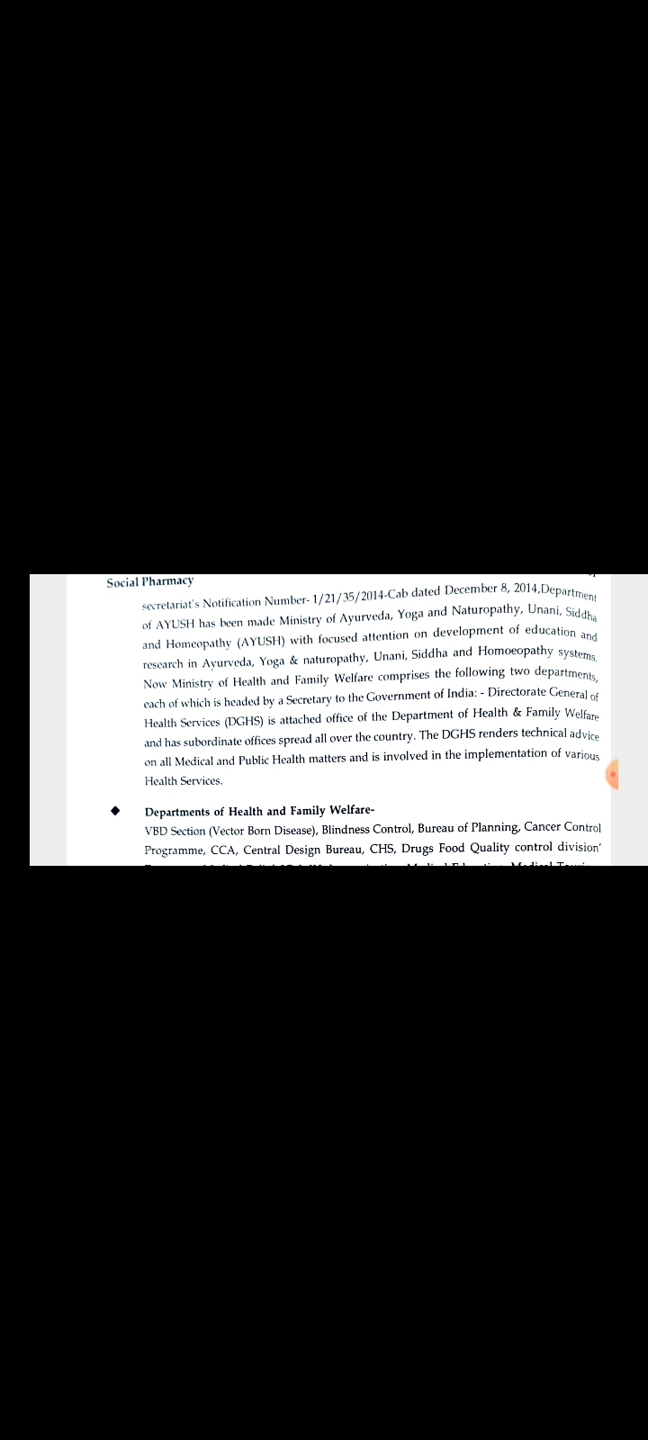 Social Pharmacy
secretariat's Notification Number- 1/21/35/2014-Cab dated December 8, 2014,Department
of AYUSH has been made Ministry of Ayurveda, Yoga and Naturopathy, Unani, Siddha
and Homeopathy (AYUSH) with focused attention on development of education and
research in Ayurveda, Yoga & naturopathy, Unani, Siddha and Homoeopathy systems.
Now Ministry of Health and Family Welfare comprises the following two departments,
each of which is headed by a Secretary to the Government of India: - Directorate General of
Health Services (DGHS) is attached office of the Department of Health & Family Welfare
and has subordinate offices spread all over the country. The DGHS renders technical advice
on all Medical and Public Health matters and is involved in the implementation of various
Health Services.
◆ Departments of Health and Family Welfare-
VBD Section (Vector Born Disease), Blindness Control, Bureau of Planning, Cancer Control
Programme, CCA, Central Design Bureau, CHS, Drugs Food Quality control division'